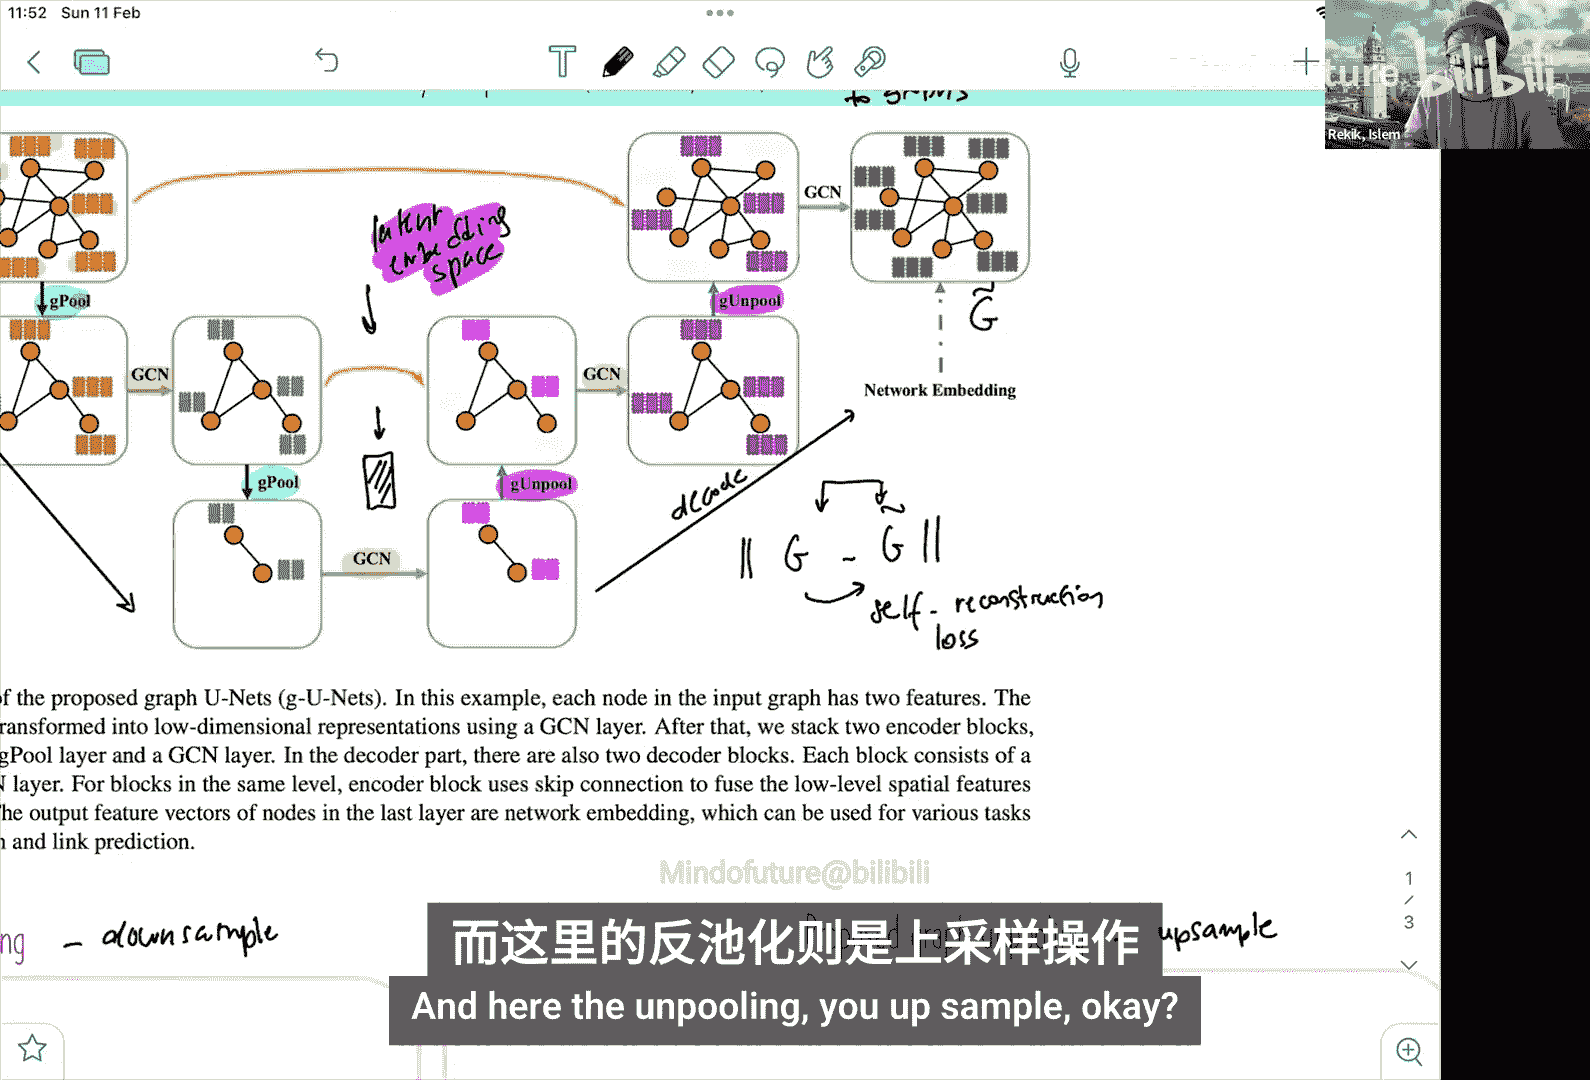 11:52 Sun 11 Feb
to graphs
ture bilibili
Rekik, Islem
latent
embedding
space
GCN
gPool
gUnpool
G̃
GCN
GCN
Network Embedding
gPool
gUnpool
decode
|| G - G̃ ||
GCN
self-reconstruction
loss
of the proposed graph U-Nets (g-U-Nets). In this example, each node in the input graph has two features. The
ransformed into low-dimensional representations using a GCN layer. After that, we stack two encoder blocks,
gPool layer and a GCN layer. In the decoder part, there are also two decoder blocks. Each block consists of a
N layer. For blocks in the same level, encoder block uses skip connection to fuse the low-level spatial features
The output feature vectors of nodes in the last layer are network embedding, which can be used for various tasks
n and link prediction.
Mindofuture@bilibili
1
/
3
ng - downsample
upsample
而这里的反池化则是上采样操作
And here the unpooling, you up sample, okay?